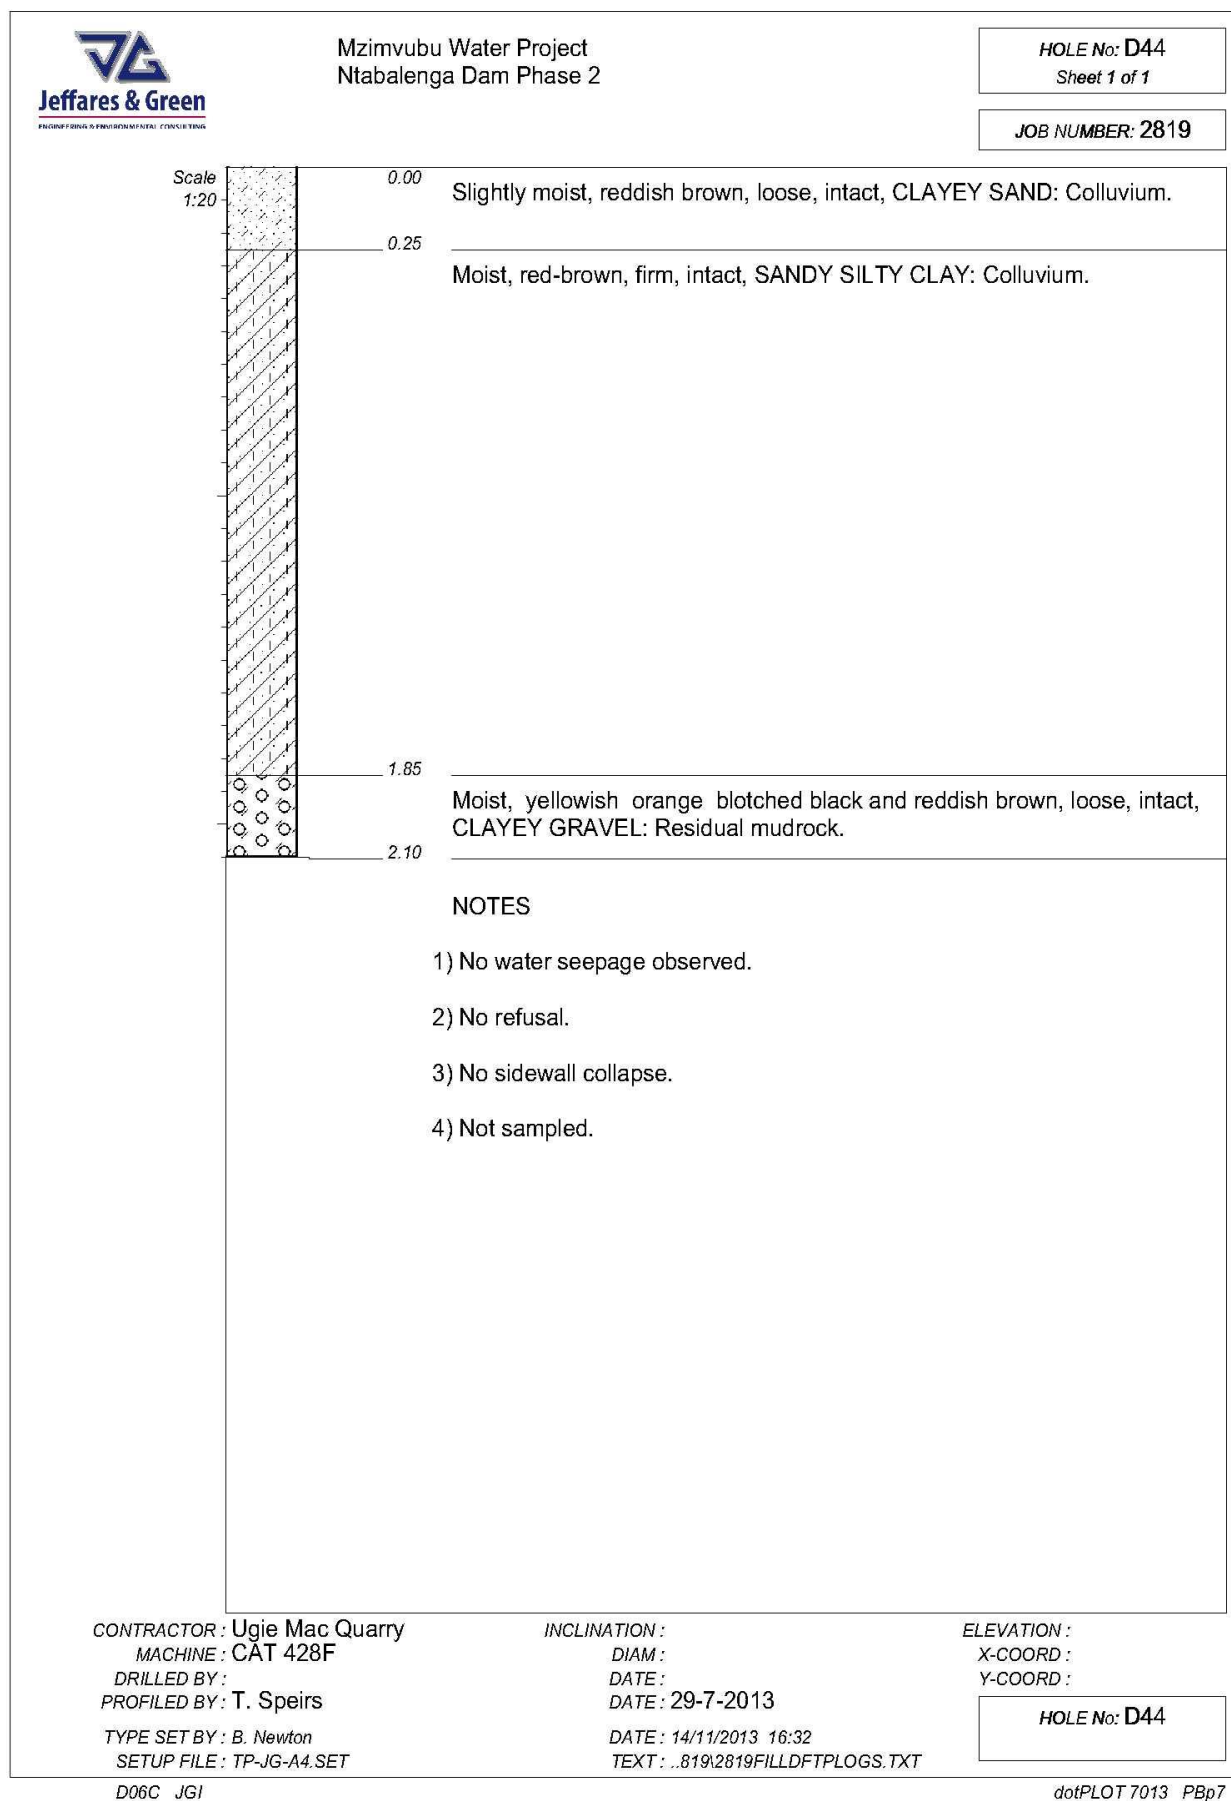 Jeffares & Green
ENGINEERING & ENVIRONMENTAL CONSULTING
Mzimvubu Water Project
Ntabalenga Dam Phase 2
HOLE No: D44
Sheet 1 of 1
JOB NUMBER: 2819
Scale
1:20
0.00
Slightly moist, reddish brown, loose, intact, CLAYEY SAND: Colluvium.
0.25
Moist, red-brown, firm, intact, SANDY SILTY CLAY: Colluvium.
1.85
Moist, yellowish orange blotched black and reddish brown, loose, intact,
CLAYEY GRAVEL: Residual mudrock.
2.10
NOTES
1) No water seepage observed.
2) No refusal.
3) No sidewall collapse.
4) Not sampled.
CONTRACTOR : Ugie Mac Quarry
MACHINE : CAT 428F
DRILLED BY :
PROFILED BY : T. Speirs
TYPE SET BY : B. Newton
SETUP FILE : TP-JG-A4.SET
INCLINATION :
DIAM :
DATE :
DATE : 29-7-2013
DATE : 14/11/2013 16:32
TEXT : ..819\2819FILLDFTPLOGS.TXT
ELEVATION :
X-COORD :
Y-COORD :
HOLE No: D44
D06C JGI
dotPLOT 7013 PBp7